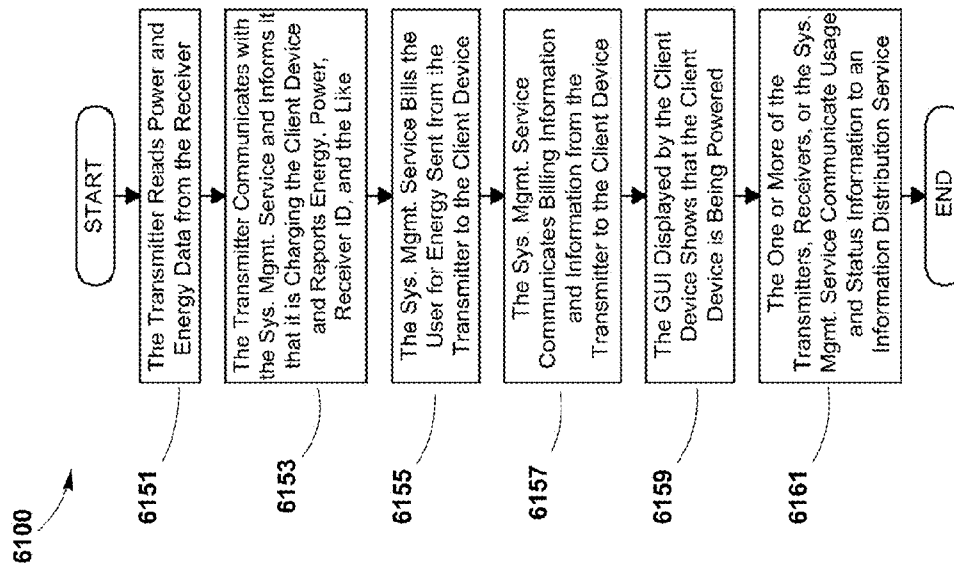 6100
START
6151
The Transmitter Reads Power and
Energy Data from the Receiver
6153
The Transmitter Communicates with
the Sys. Mgmt. Service and Informs it
that it is Charging the Client Device
and Reports Energy, Power,
Receiver ID, and the Like
6155
The Sys. Mgmt. Service Bills the
User for Energy Sent from the
Transmitter to the Client Device
6157
The Sys. Mgmt. Service
Communicates Billing Information
and Information from the
Transmitter to the Client Device
6159
The GUI Displayed by the Client
Device Shows that the Client
Device is Being Powered
6161
The One or More of the
Transmitters, Receivers, or the Sys.
Mgmt. Service Communicate Usage
and Status Information to an
Information Distribution Service
END